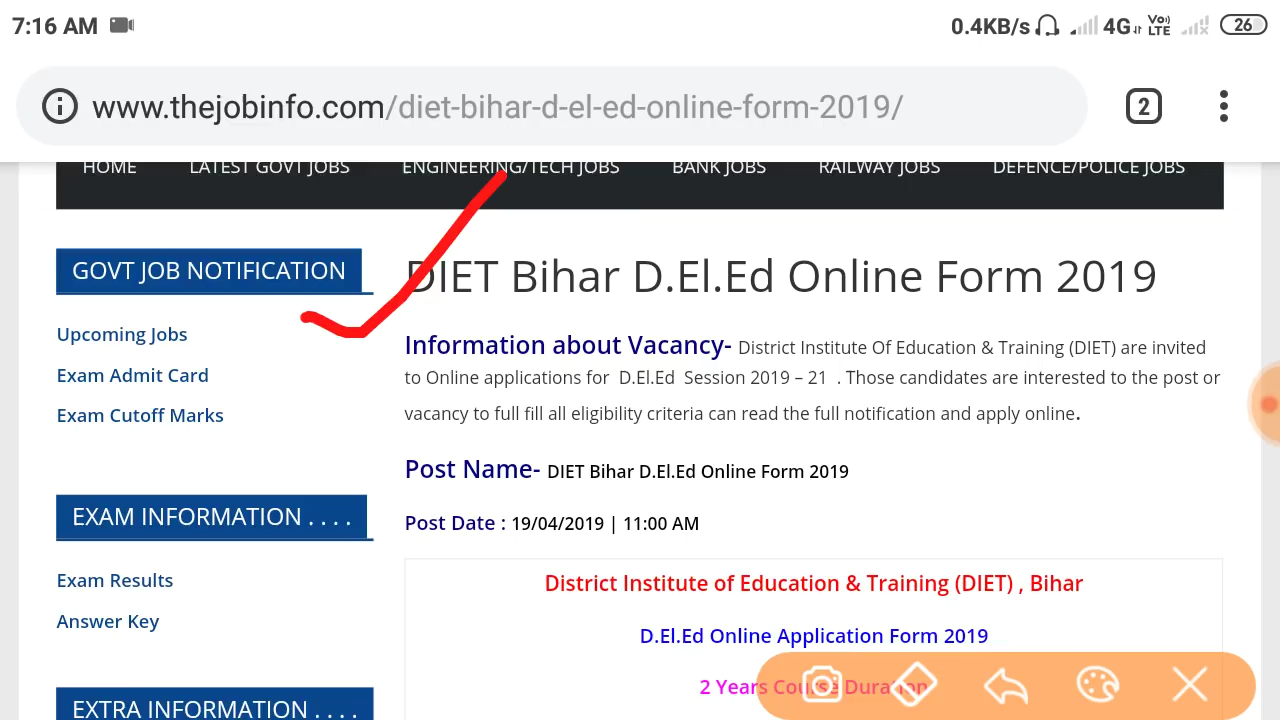 7:16 AM
0.4KB/s 4G Vo) LTE 26
www.thejobinfo.com/diet-bihar-d-el-ed-online-form-2019/
2
HOME LATEST GOVT JOBS ENGINEERING/TECH JOBS BANK JOBS RAILWAY JOBS DEFENCE/POLICE JOBS
GOVT JOB NOTIFICATION
Upcoming Jobs
Exam Admit Card
Exam Cutoff Marks
EXAM INFORMATION . . . .
Exam Results
Answer Key
EXTRA INFORMATION . . . .
DIET Bihar D.El.Ed Online Form 2019
Information about Vacancy- District Institute Of Education & Training (DIET) are invited
to Online applications for D.El.Ed Session 2019 – 21 . Those candidates are interested to the post or
vacancy to full fill all eligibility criteria can read the full notification and apply online.
Post Name- DIET Bihar D.El.Ed Online Form 2019
Post Date : 19/04/2019 | 11:00 AM
District Institute of Education & Training (DIET) , Bihar
D.El.Ed Online Application Form 2019
2 Years Course Duration